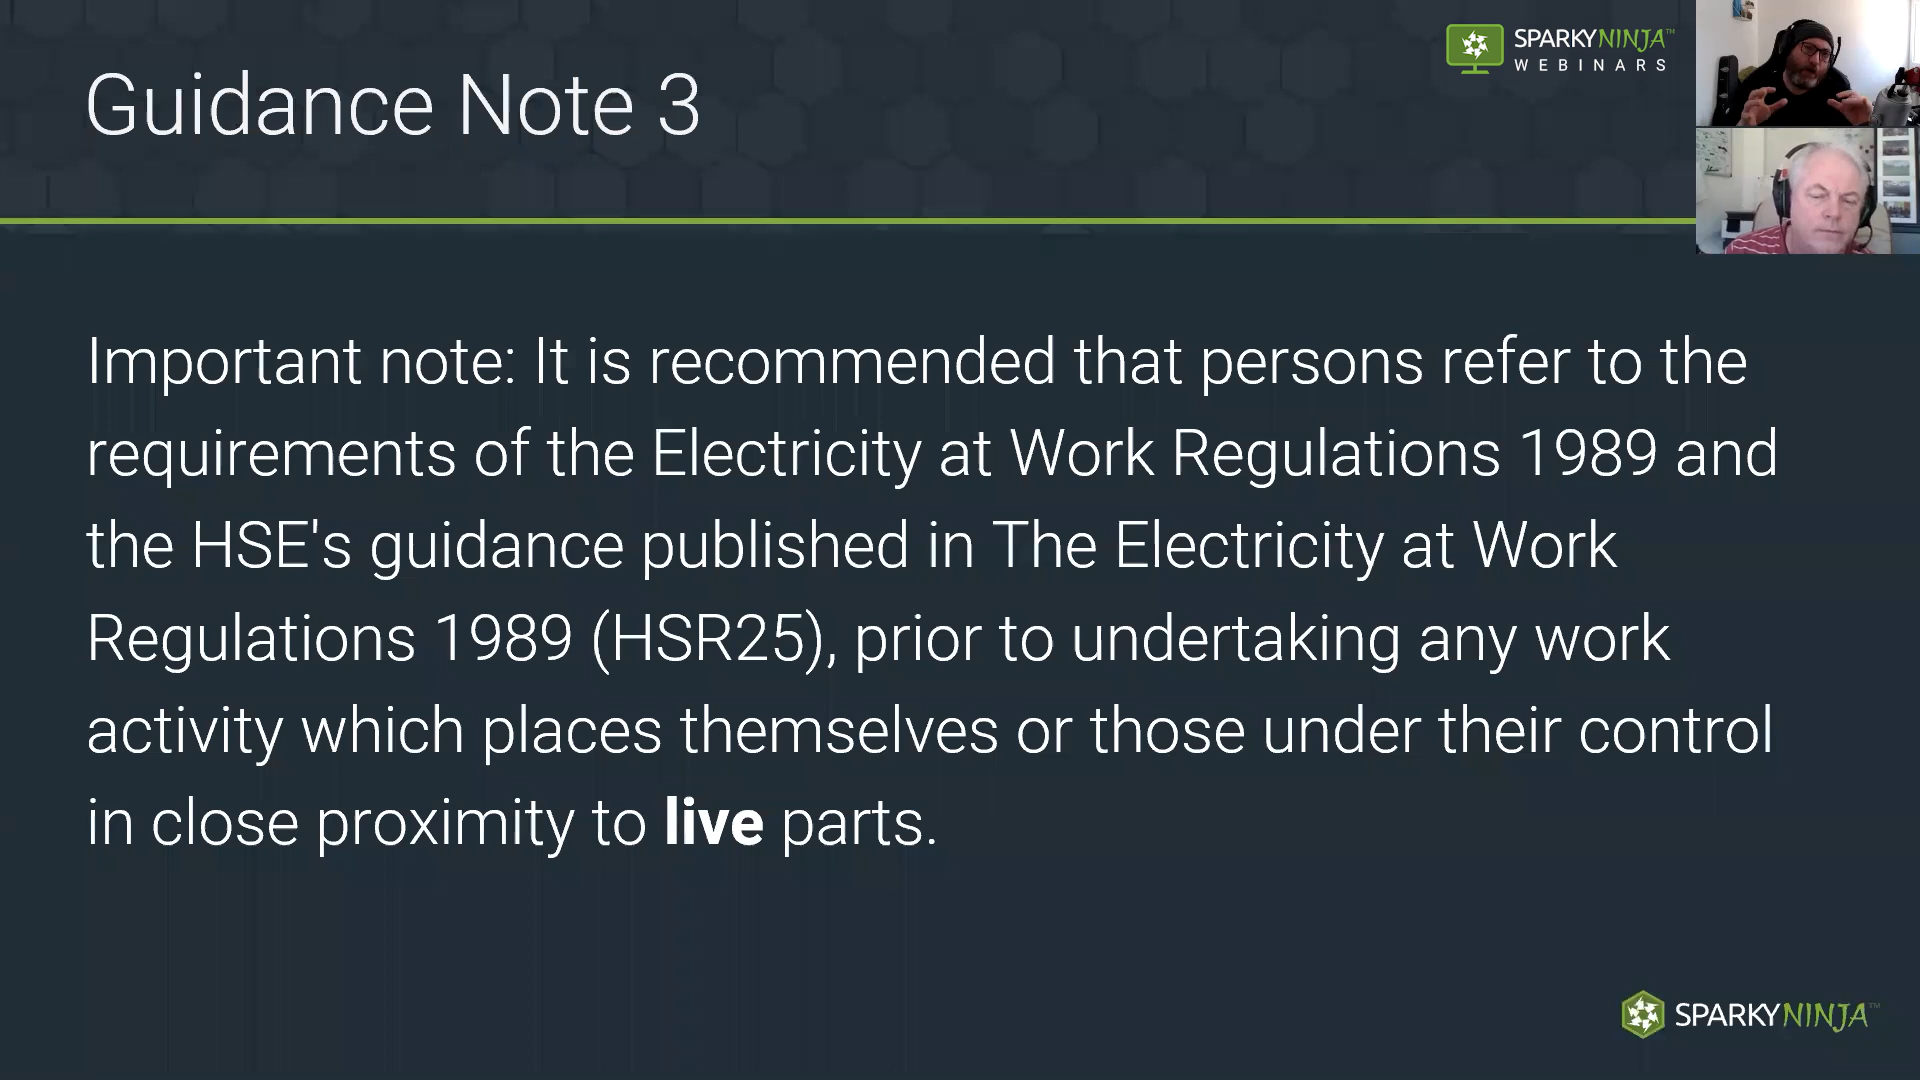 SPARKYNINJA™
WEBINARS
Guidance Note 3
Important note: It is recommended that persons refer to the
requirements of the Electricity at Work Regulations 1989 and
the HSE's guidance published in The Electricity at Work
Regulations 1989 (HSR25), prior to undertaking any work
activity which places themselves or those under their control
in close proximity to live parts.
SPARKYNINJA™